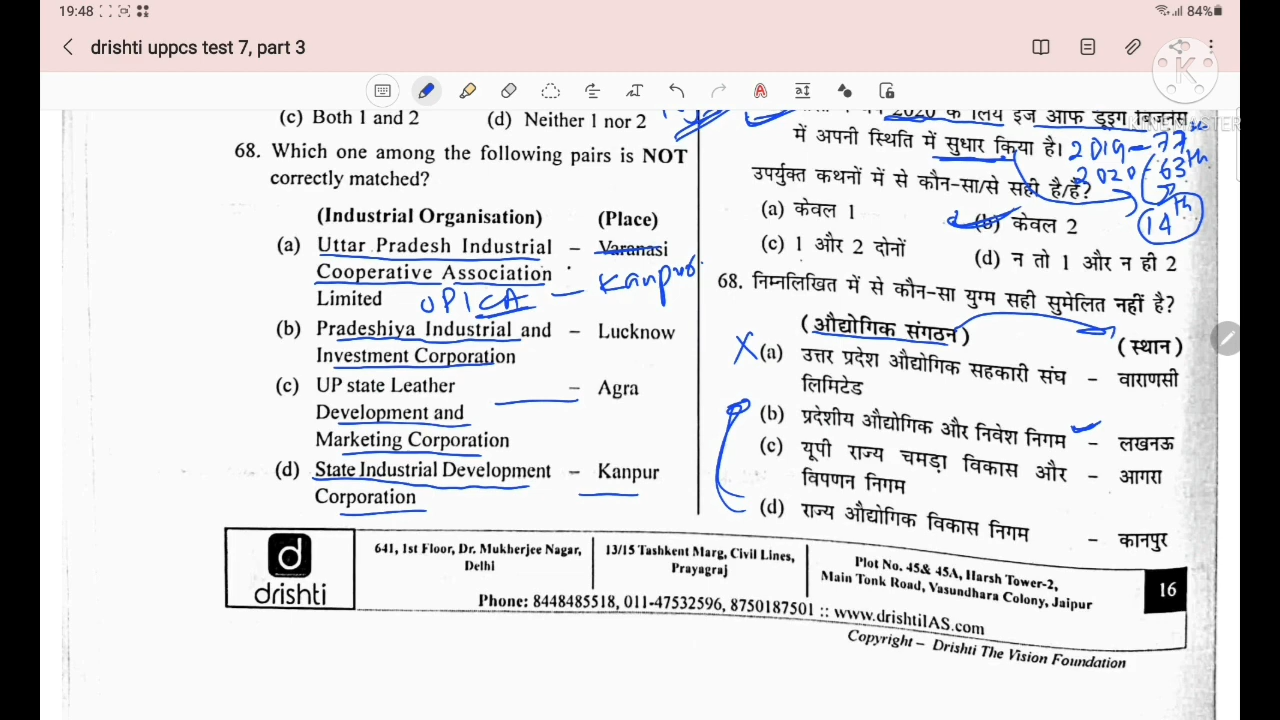 19:48
84%
drishti uppcs test 7, part 3
K
KINEMASTER
(c) Both 1 and 2 (d) Neither 1 nor 2
68. Which one among the following pairs is NOT
correctly matched?
(Industrial Organisation) (Place)
(a) Uttar Pradesh Industrial – Varanasi
Cooperative Association
Limited UPICA – Kanpur
(b) Pradeshiya Industrial and – Lucknow
Investment Corporation
(c) UP state Leather – Agra
Development and
Marketing Corporation
(d) State Industrial Development – Kanpur
Corporation
2020 के लिये इज ऑफ डूइंग बिजनेस
में अपनी स्थिति में सुधार किया है। 2019 – 77
2020 – 63th
14th
उपर्युक्त कथनों में से कौन-सा/से सही है/हैं?
(a) केवल 1 (b) केवल 2
(c) 1 और 2 दोनों (d) न तो 1 और न ही 2
68. निम्नलिखित में से कौन-सा युग्म सही सुमेलित नहीं है?
(औद्योगिक संगठन) (स्थान)
(a) उत्तर प्रदेश औद्योगिक सहकारी संघ – वाराणसी
लिमिटेड
(b) प्रदेशीय औद्योगिक और निवेश निगम – लखनऊ
(c) यूपी राज्य चमड़ा विकास और – आगरा
विपणन निगम
(d) राज्य औद्योगिक विकास निगम – कानपुर
drishti
641, 1st Floor, Dr. Mukherjee Nagar,
Delhi
13/15 Tashkent Marg, Civil Lines,
Prayagraj
Plot No. 45& 45A, Harsh Tower-2,
Main Tonk Road, Vasundhara Colony, Jaipur
16
Phone: 8448485518, 011-47532596, 8750187501 :: www.drishtiIAS.com
Copyright – Drishti The Vision Foundation